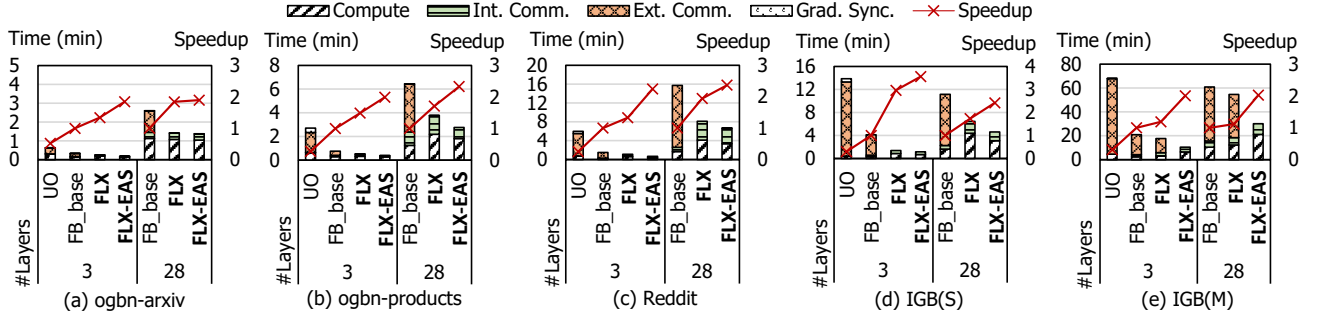 Compute Int. Comm. Ext. Comm. Grad. Sync. Speedup
Time (min) Speedup Time (min) Speedup Time (min) Speedup Time (min) Speedup Time (min) Speedup
5 4 3 2 1 0
3 2 1 0
8 6 4 2 0
3 2 1 0
20 16 12 8 4 0
3 2 1 0
16 12 8 4 0
4 3 2 1 0
80 60 40 20 0
3 2 1 0
UO FB_base FLX FLX-EAS FB_base FLX FLX-EAS
UO FB_base FLX FLX-EAS FB_base FLX FLX-EAS
UO FB_base FLX FLX-EAS FB_base FLX FLX-EAS
UO FB_base FLX FLX-EAS FB_base FLX FLX-EAS
UO FB_base FLX FLX-EAS FB_base FLX FLX-EAS
#Layers 3 28 #Layers 3 28 #Layers 3 28 #Layers 3 28 #Layers 3 28
(a) ogbn-arxiv (b) ogbn-products (c) Reddit (d) IGB(S) (e) IGB(M)